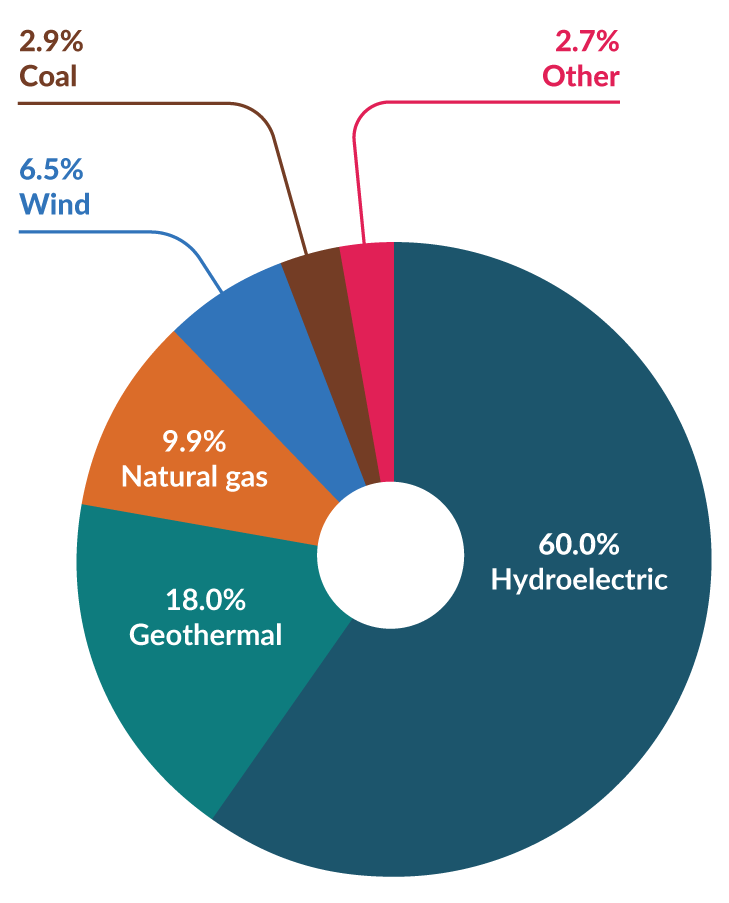 2.9%
Coal
2.7%
Other
6.5%
Wind
9.9%
Natural gas
60.0%
Hydroelectric
18.0%
Geothermal